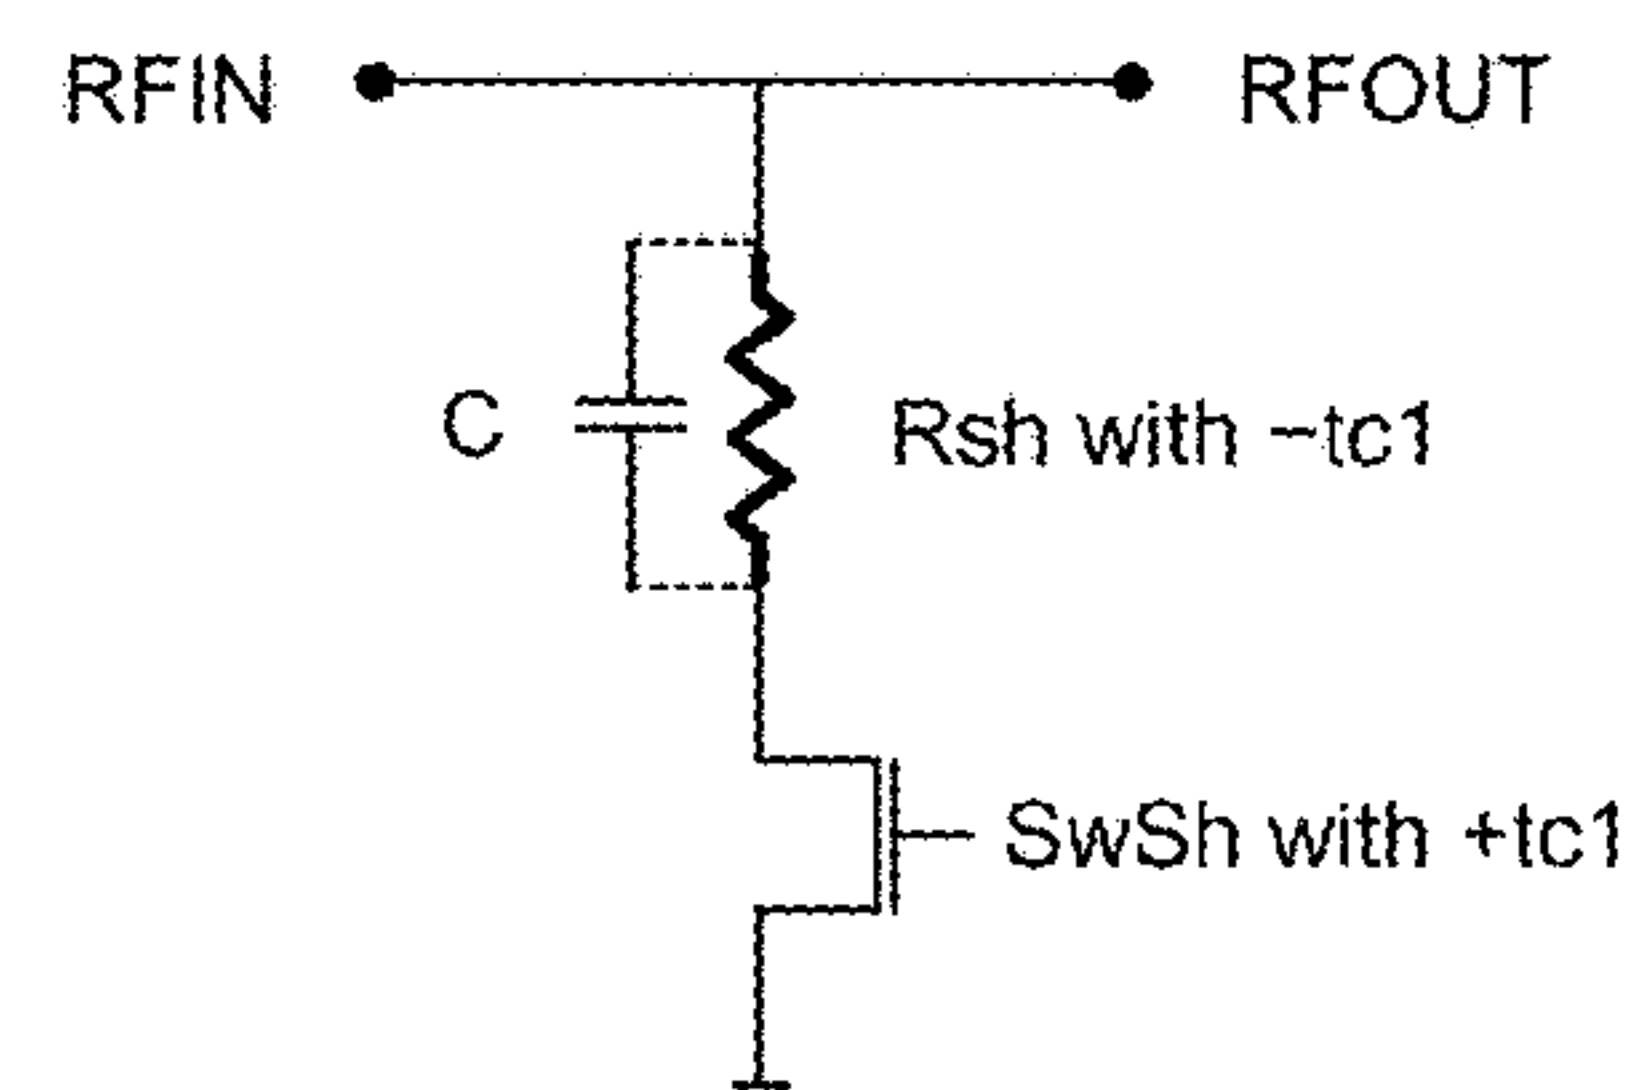 RFIN
RFOUT
C
Rsh with −tc1
SwSh with +tc1